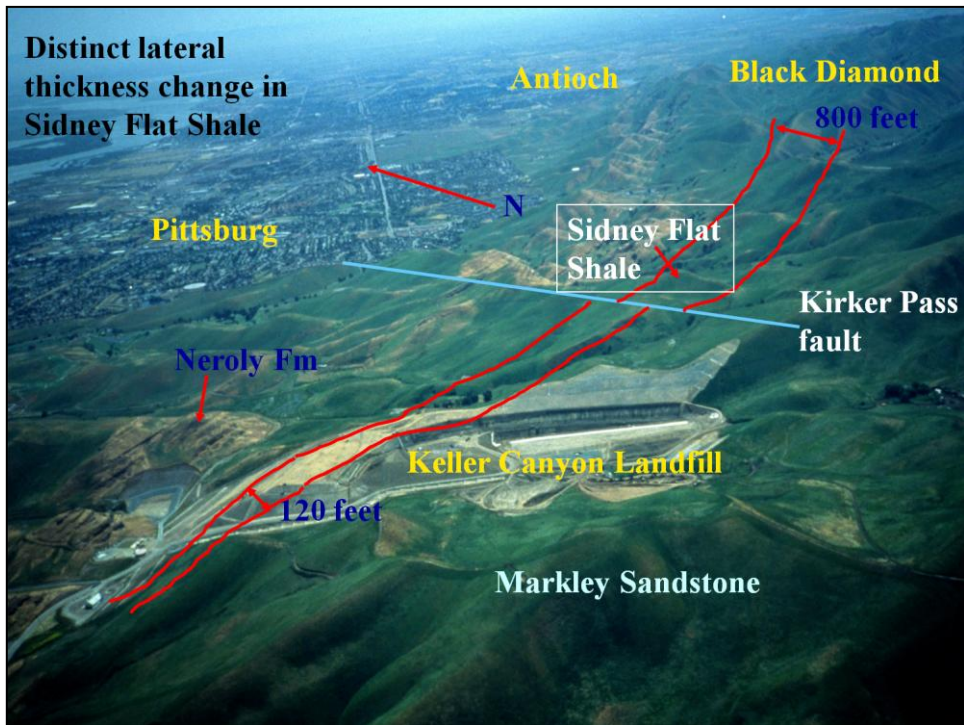 Distinct lateral
thickness change in
Sidney Flat Shale
Antioch
Black Diamond
800 feet
N
Pittsburg
Sidney Flat
Shale
Kirker Pass
fault
Neroly Fm
Keller Canyon Landfill
120 feet
Markley Sandstone